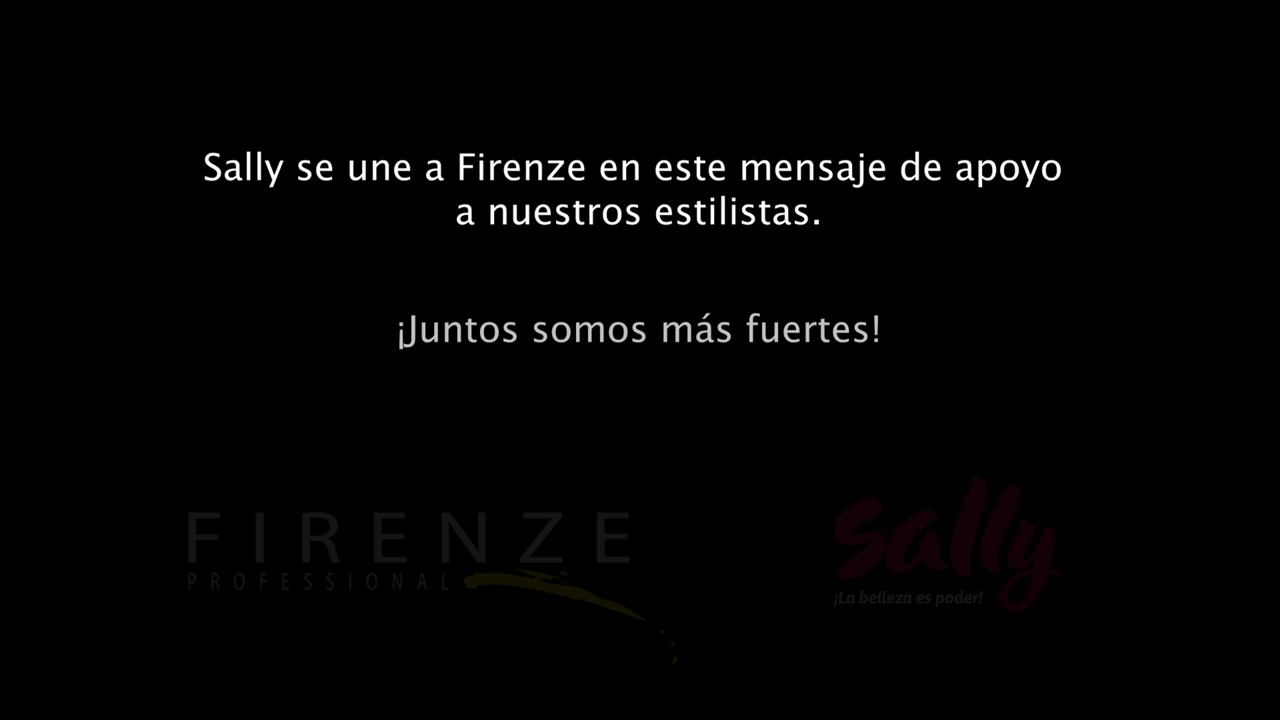 Sally se une a Firenze en este mensaje de apoyo
a nuestros estilistas.
¡Juntos somos más fuertes!
FIRENZE
PROFESSIONAL
sally
¡La belleza es poder!